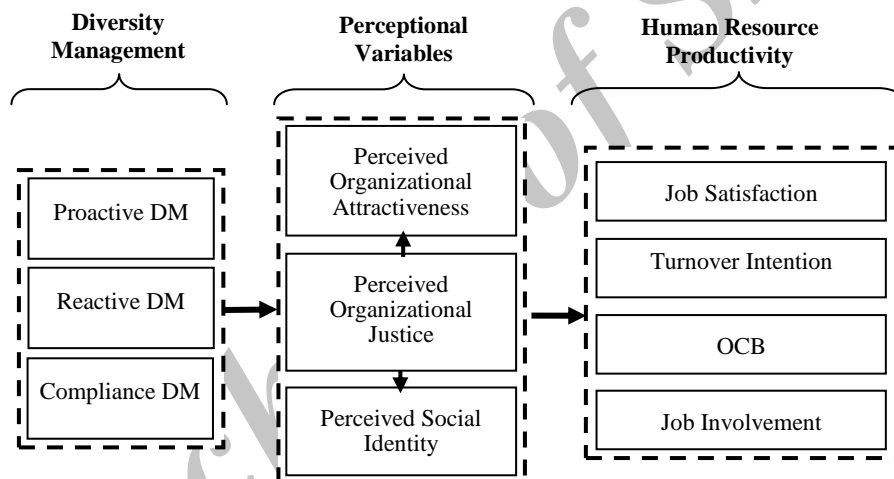 Diversity
Management
Perceptional
Variables
Human Resource
Productivity
Proactive DM
Reactive DM
Compliance DM
Perceived
Organizational
Attractiveness
Perceived
Organizational
Justice
Perceived Social
Identity
Job Satisfaction
Turnover Intention
OCB
Job Involvement
of